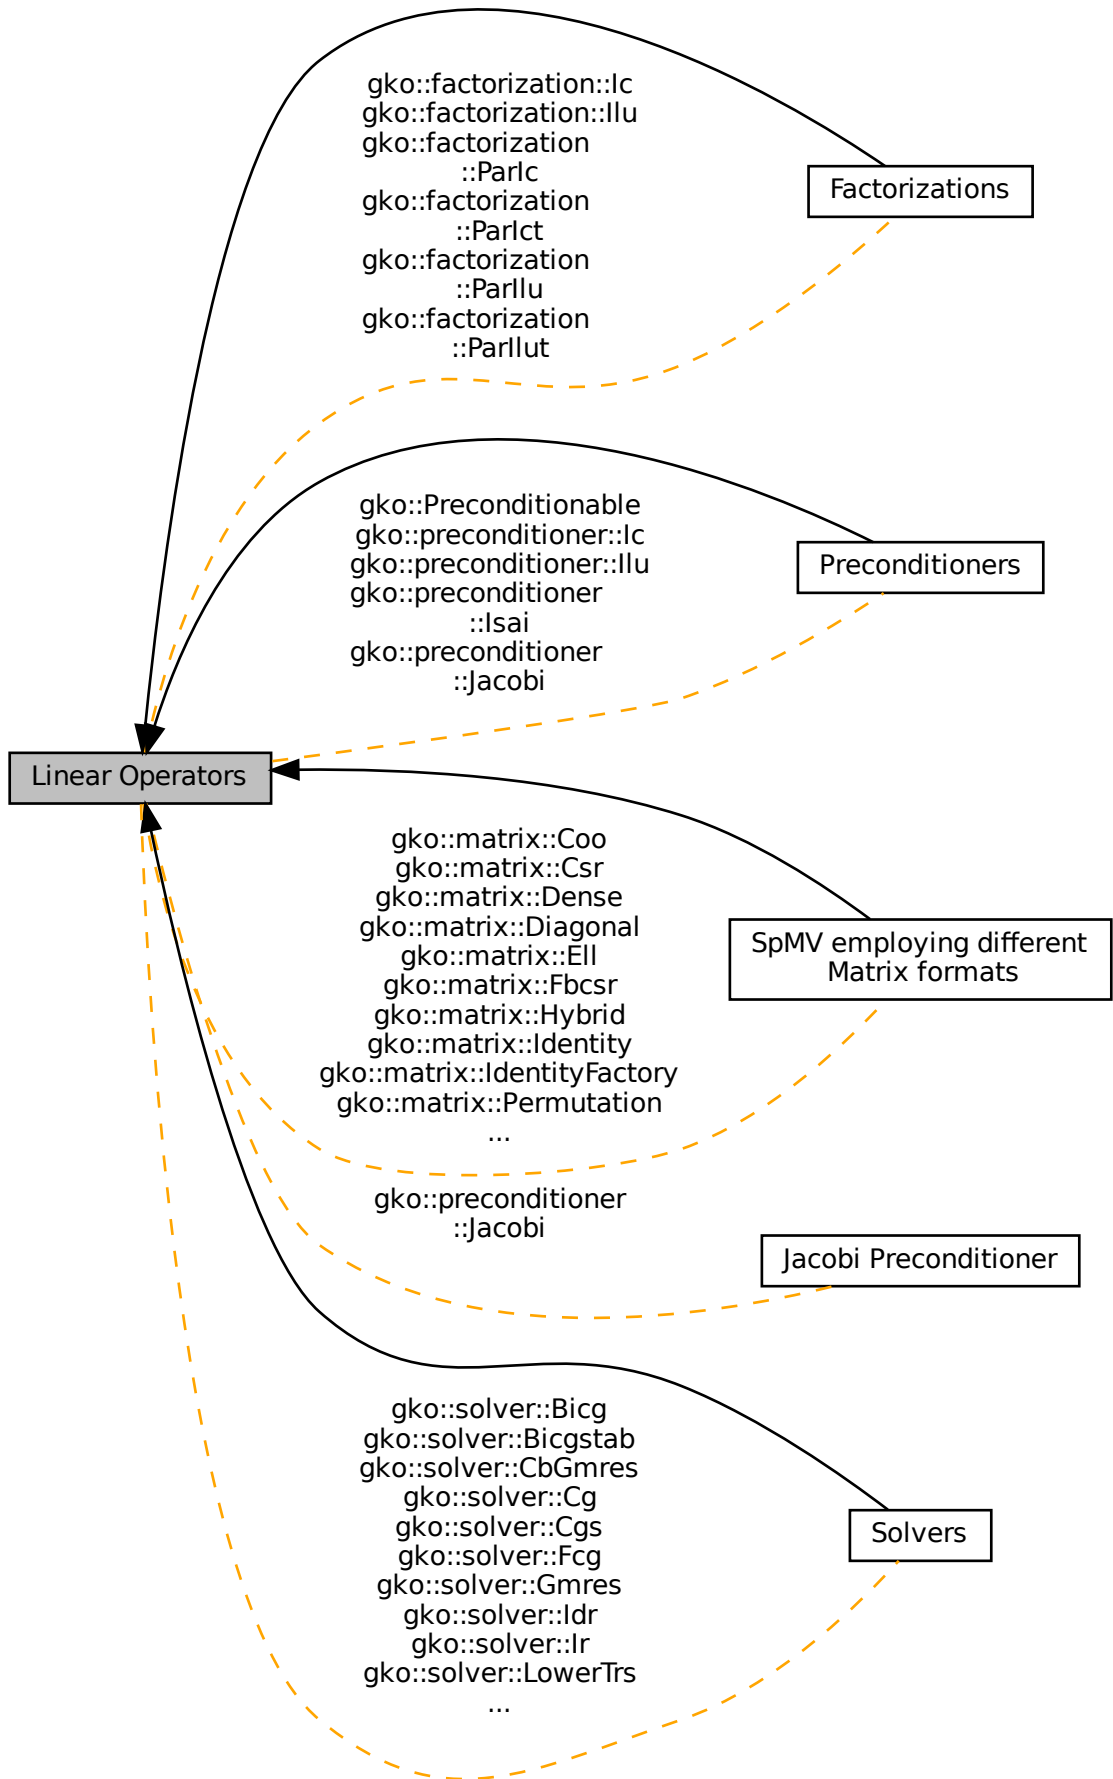 gko::factorization::Ic
gko::factorization::Ilu
gko::factorization
::ParIc
gko::factorization
::ParIct
gko::factorization
::ParIlu
gko::factorization
::ParIlut
Factorizations
gko::Preconditionable
gko::preconditioner::Ic
gko::preconditioner::Ilu
gko::preconditioner
::Isai
gko::preconditioner
::Jacobi
Preconditioners
Linear Operators
gko::matrix::Coo
gko::matrix::Csr
gko::matrix::Dense
gko::matrix::Diagonal
gko::matrix::Ell
gko::matrix::Fbcsr
gko::matrix::Hybrid
gko::matrix::Identity
gko::matrix::IdentityFactory
gko::matrix::Permutation
...
SpMV employing different
Matrix formats
gko::preconditioner
::Jacobi
Jacobi Preconditioner
gko::solver::Bicg
gko::solver::Bicgstab
gko::solver::CbGmres
gko::solver::Cg
gko::solver::Cgs
gko::solver::Fcg
gko::solver::Gmres
gko::solver::Idr
gko::solver::Ir
gko::solver::LowerTrs
...
Solvers